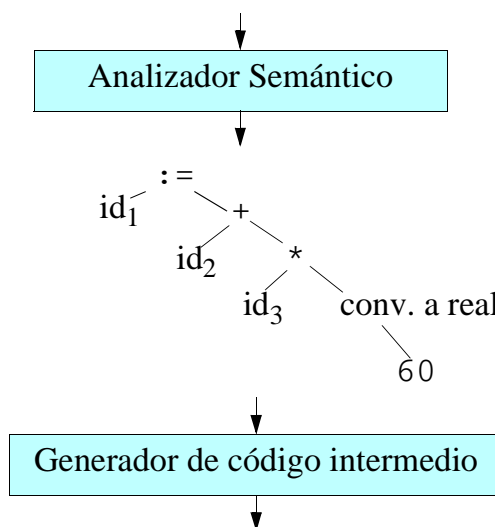 Analizador Semántico
:=
id1
+
id2
*
id3 conv. a real
60
Generador de código intermedio